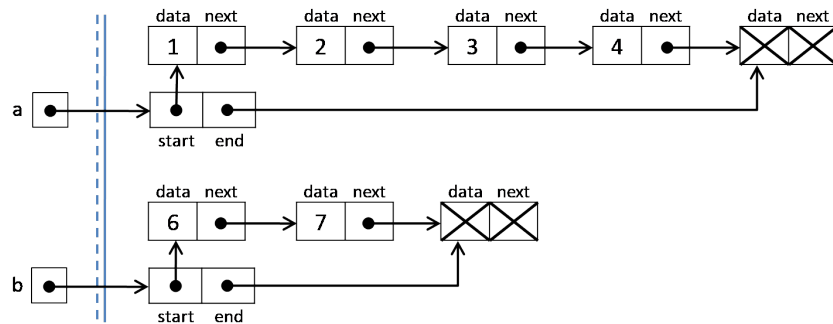 data next data next data next data next data next
1 2 3 4
a
start end
data next data next data next
6 7
b
start end